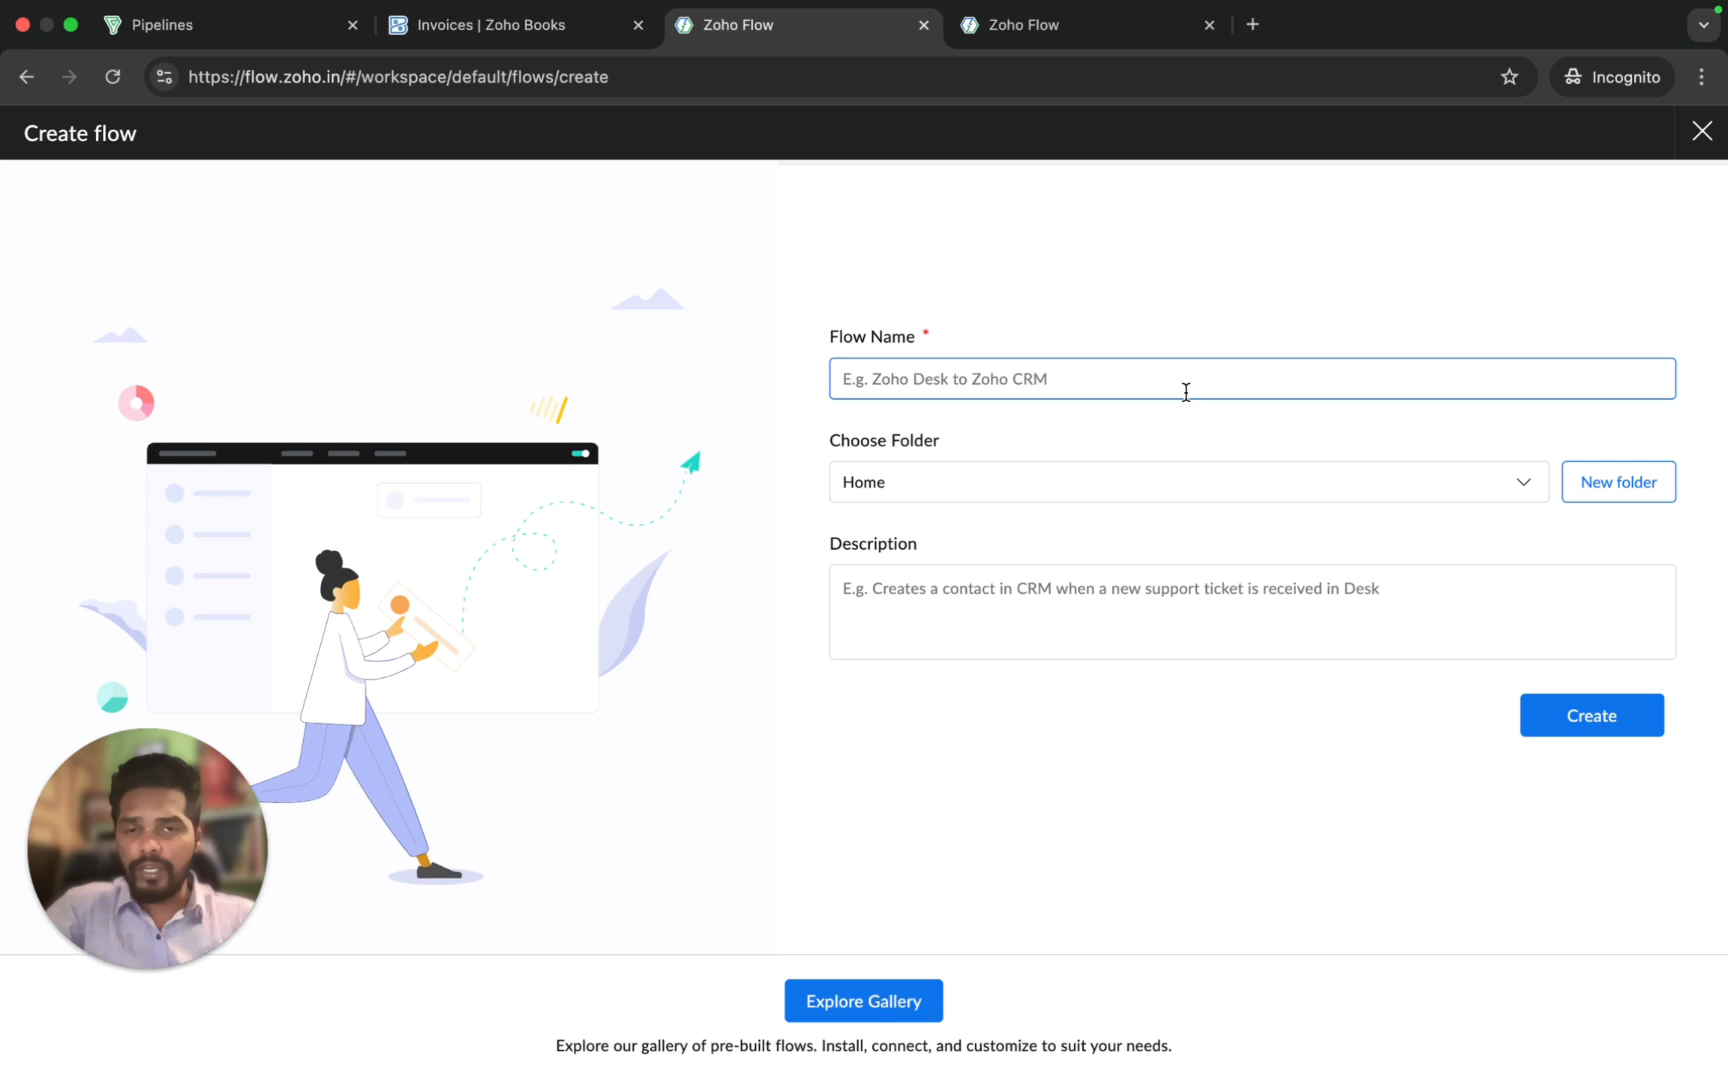 Pipelines
Invoices | Zoho Books
Zoho Flow
Zoho Flow
https://flow.zoho.in/#/workspace/default/flows/create
Incognito
Create flow
Flow Name *
E.g. Zoho Desk to Zoho CRM
Choose Folder
Home
New folder
Description
E.g. Creates a contact in CRM when a new support ticket is received in Desk
Create
Explore Gallery
Explore our gallery of pre-built flows. Install, connect, and customize to suit your needs.